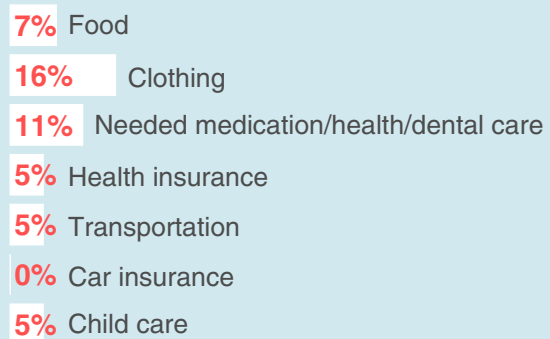 7% Food
16% Clothing
11% Needed medication/health/dental care
5% Health insurance
5% Transportation
0% Car insurance
5% Child care